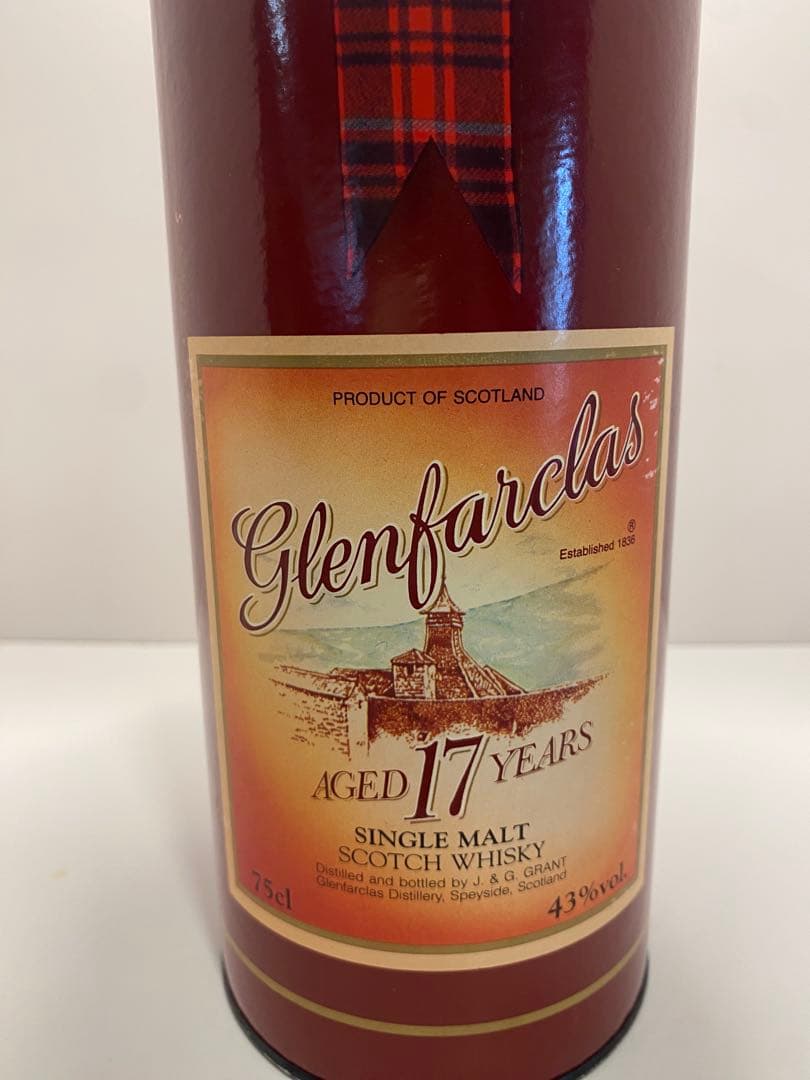 PRODUCT OF SCOTLAND
Glenfarclas
®
Established 1836
AGED 17 YEARS
SINGLE MALT
SCOTCH WHISKY
Distilled and bottled by J. & G. GRANT
Glenfarclas Distillery, Speyside, Scotland
75cl
43%vol.